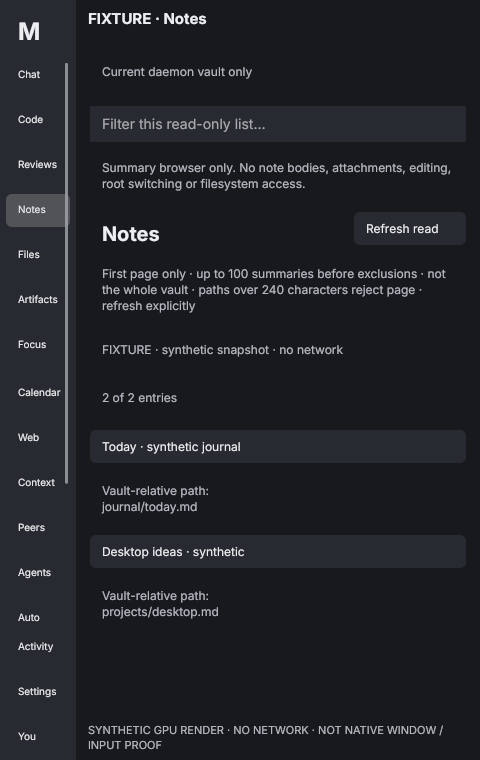 M
Chat
Code
Reviews
Notes
Files
Artifacts
Focus
Calendar
Web
Context
Peers
Agents
Auto
Activity
Settings
You
FIXTURE · Notes
Current daemon vault only
Filter this read-only list...
Summary browser only. No note bodies, attachments, editing,
root switching or filesystem access.
Notes
Refresh read
First page only · up to 100 summaries before exclusions · not
the whole vault · paths over 240 characters reject page ·
refresh explicitly
FIXTURE · synthetic snapshot · no network
2 of 2 entries
Today · synthetic journal
Vault-relative path:
journal/today.md
Desktop ideas · synthetic
Vault-relative path:
projects/desktop.md
SYNTHETIC GPU RENDER · NO NETWORK · NOT NATIVE WINDOW /
INPUT PROOF